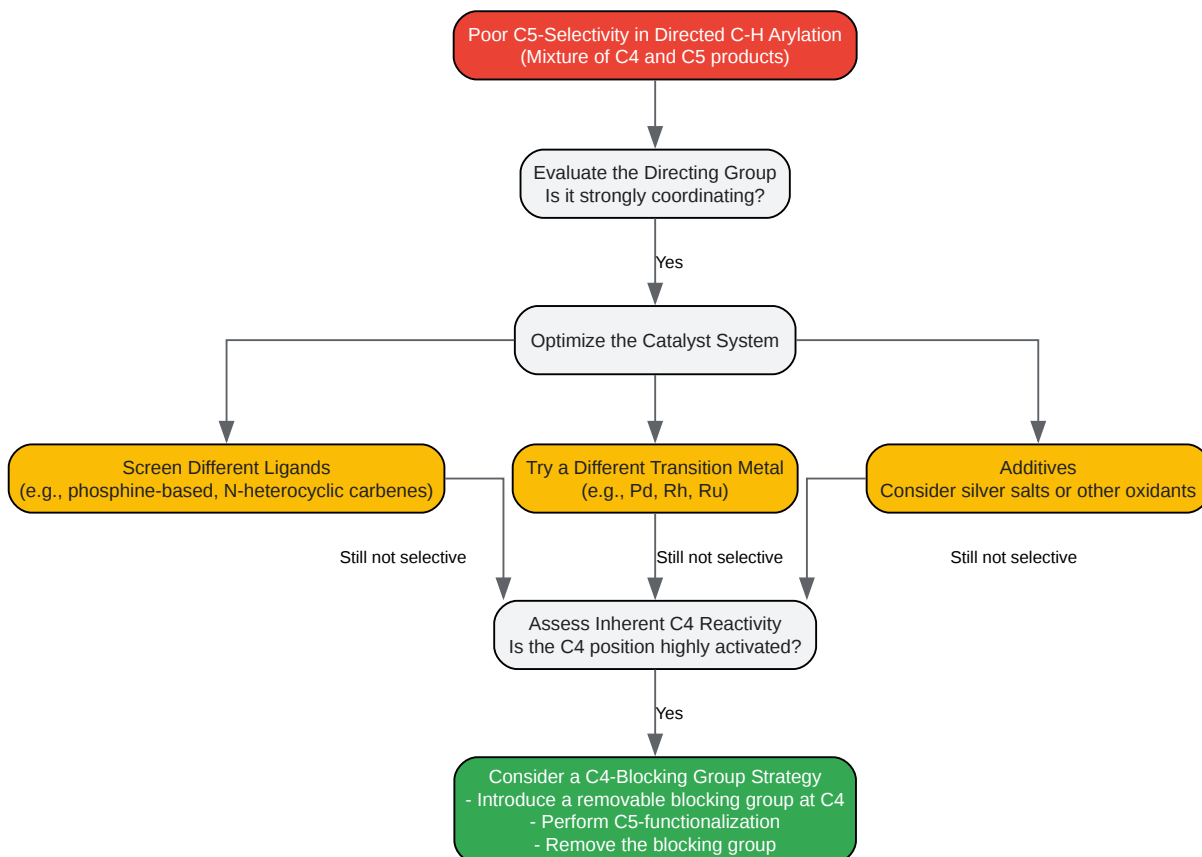 Poor C5-Selectivity in Directed C-H Arylation
(Mixture of C4 and C5 products)
Evaluate the Directing Group
Is it strongly coordinating?
Yes
Optimize the Catalyst System
Screen Different Ligands
(e.g., phosphine-based, N-heterocyclic carbenes)
Try a Different Transition Metal
(e.g., Pd, Rh, Ru)
Additives
Consider silver salts or other oxidants
Still not selective
Still not selective
Still not selective
Assess Inherent C4 Reactivity
Is the C4 position highly activated?
Yes
Consider a C4-Blocking Group Strategy
- Introduce a removable blocking group at C4
- Perform C5-functionalization
- Remove the blocking group